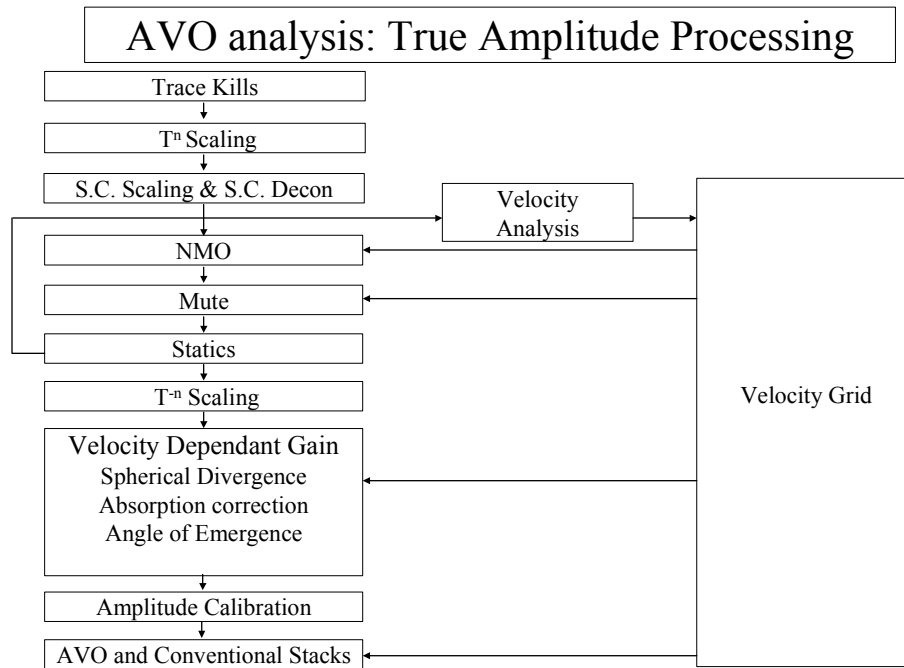 AVO analysis: True Amplitude Processing
Trace Kills
Tⁿ Scaling
S.C. Scaling & S.C. Decon
Velocity
Analysis
NMO
Mute
Statics
T⁻ⁿ Scaling
Velocity Grid
Velocity Dependant Gain
Spherical Divergence
Absorption correction
Angle of Emergence
Amplitude Calibration
AVO and Conventional Stacks